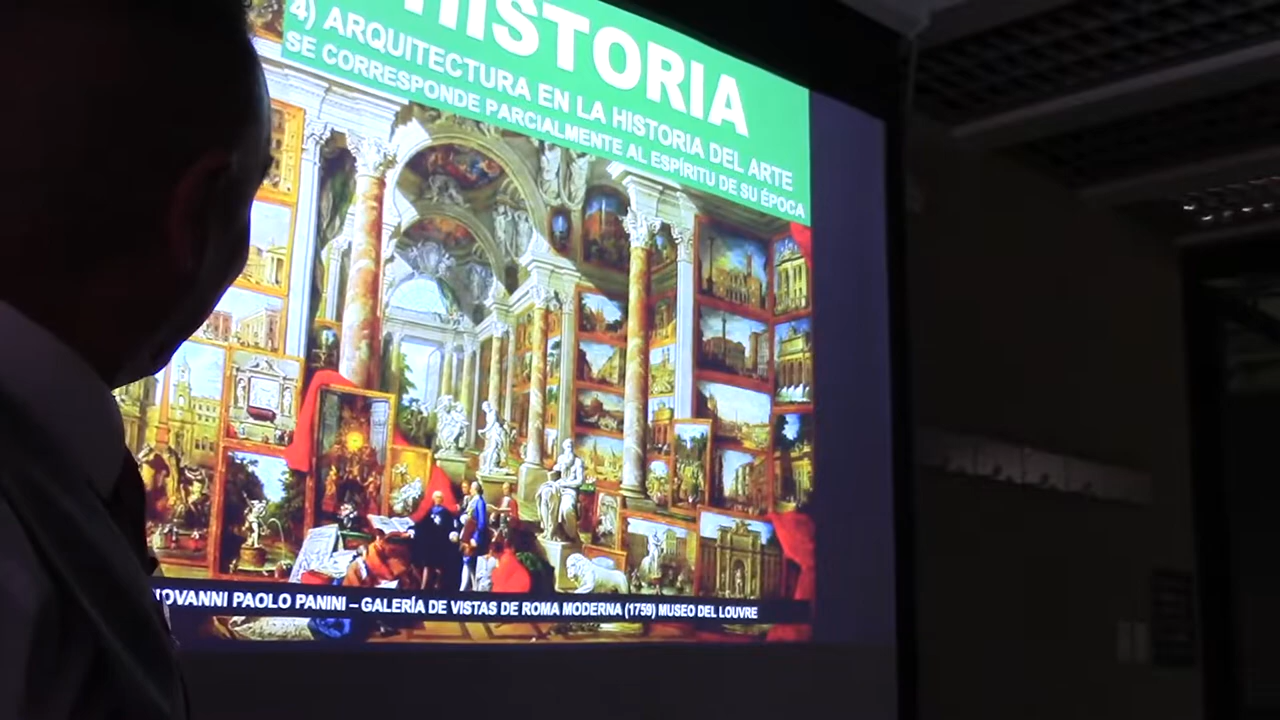 HISTORIA
4) ARQUITECTURA EN LA HISTORIA DEL ARTE
SE CORRESPONDE PARCIALMENTE AL ESPÍRITU DE SU ÉPOCA
IOVANNI PAOLO PANINI – GALERÍA DE VISTAS DE ROMA MODERNA (1759) MUSEO DEL LOUVRE